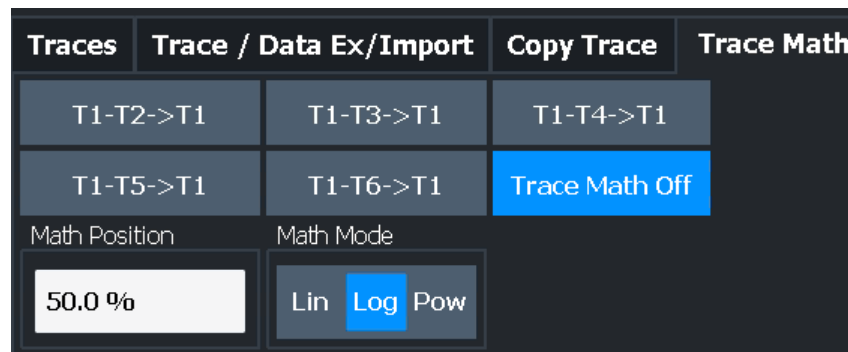 Traces Trace / Data Ex/Import Copy Trace Trace Math
T1-T2->T1 T1-T3->T1 T1-T4->T1
T1-T5->T1 T1-T6->T1 Trace Math Off
Math Position Math Mode
50.0 % Lin Log Pow